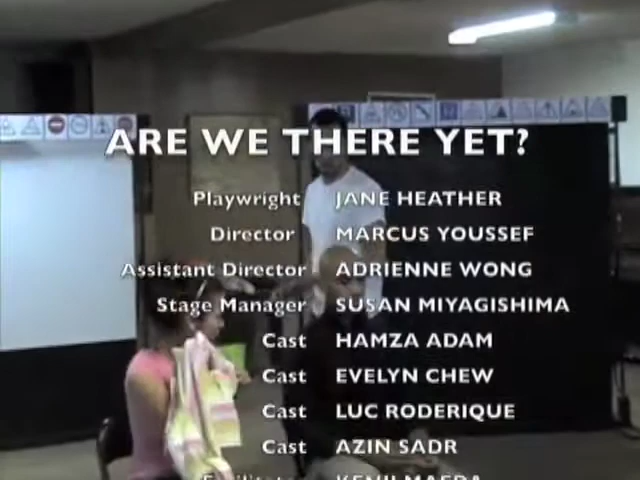 ARE WE THERE YET?
Playwright JANE HEATHER
Director MARCUS YOUSSEF
Assistant Director ADRIENNE WONG
Stage Manager SUSAN MIYAGISHIMA
Cast HAMZA ADAM
Cast EVELYN CHEW
Cast LUC RODERIQUE
Cast AZIN SADR